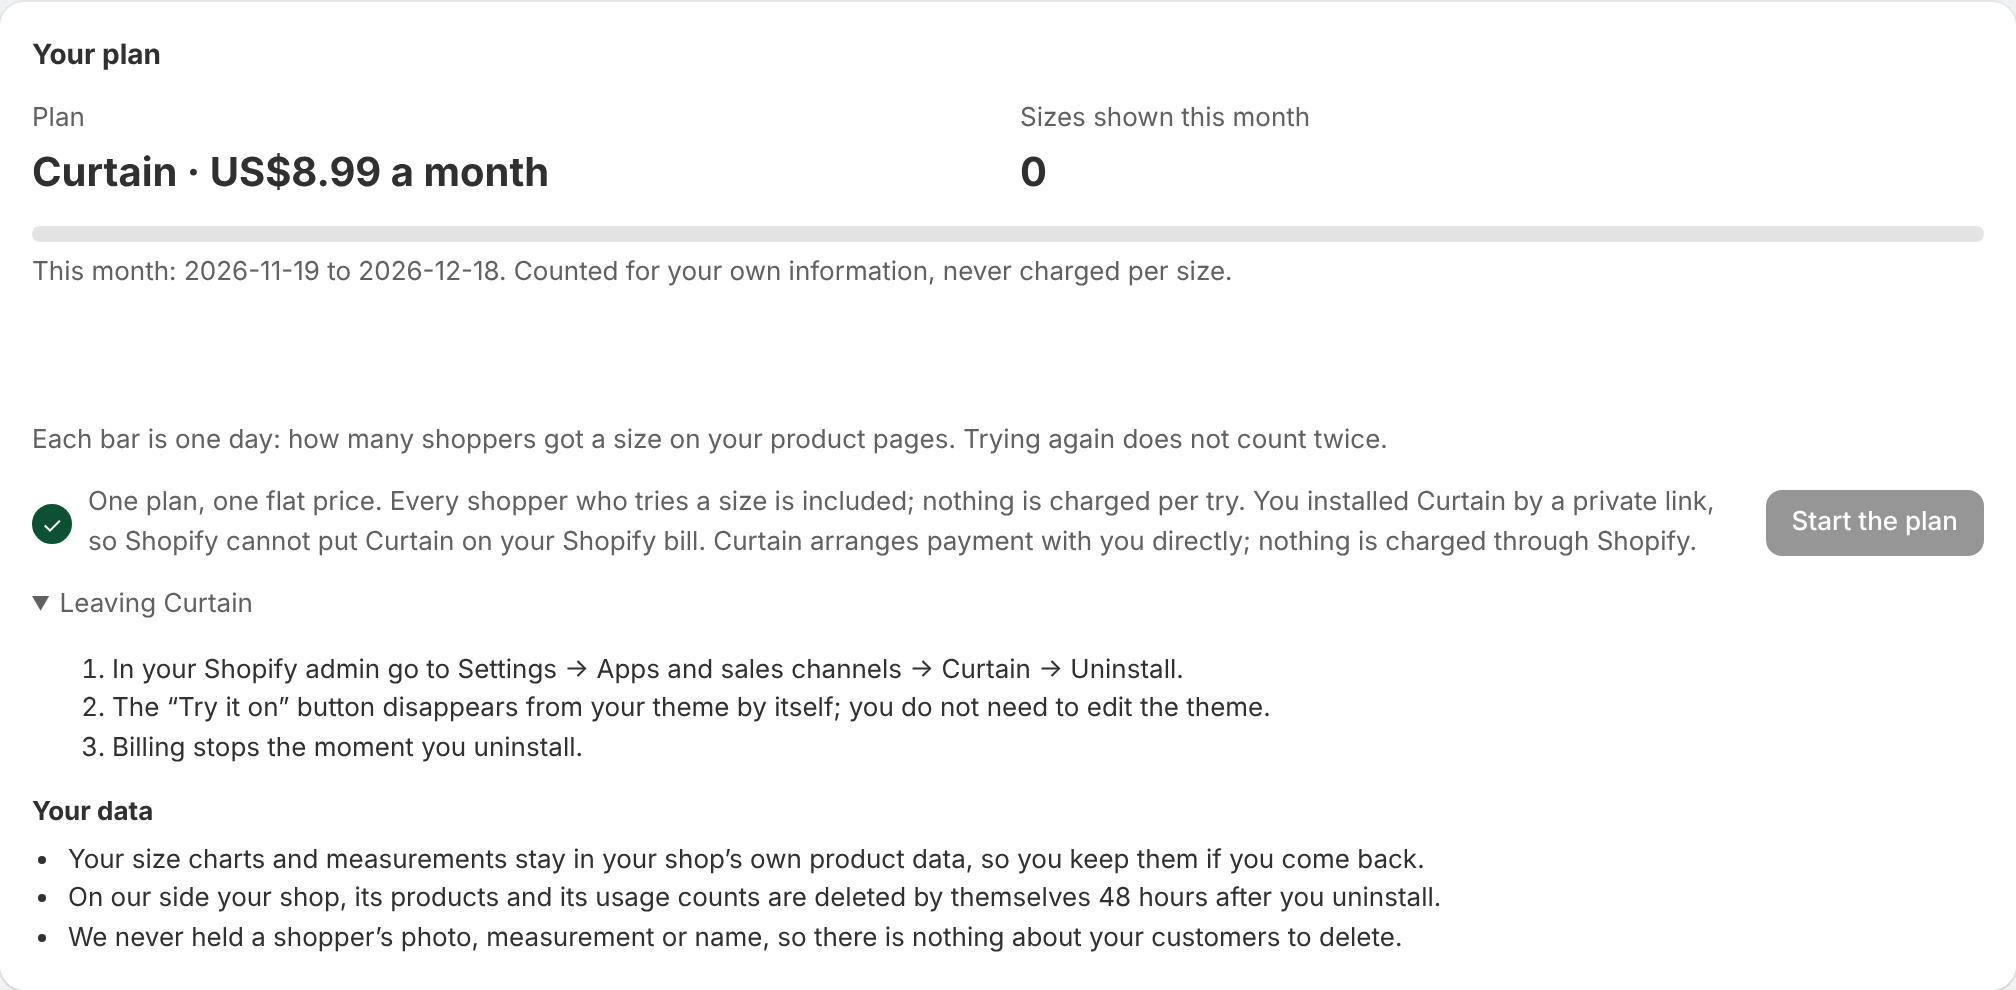 Your plan
Plan
Sizes shown this month
Curtain · US$8.99 a month
0
This month: 2026-11-19 to 2026-12-18. Counted for your own information, never charged per size.
Each bar is one day: how many shoppers got a size on your product pages. Trying again does not count twice.
One plan, one flat price. Every shopper who tries a size is included; nothing is charged per try. You installed Curtain by a private link,
so Shopify cannot put Curtain on your Shopify bill. Curtain arranges payment with you directly; nothing is charged through Shopify.
Start the plan
▼ Leaving Curtain
1. In your Shopify admin go to Settings → Apps and sales channels → Curtain → Uninstall.
2. The “Try it on” button disappears from your theme by itself; you do not need to edit the theme.
3. Billing stops the moment you uninstall.
Your data
• Your size charts and measurements stay in your shop’s own product data, so you keep them if you come back.
• On our side your shop, its products and its usage counts are deleted by themselves 48 hours after you uninstall.
• We never held a shopper’s photo, measurement or name, so there is nothing about your customers to delete.